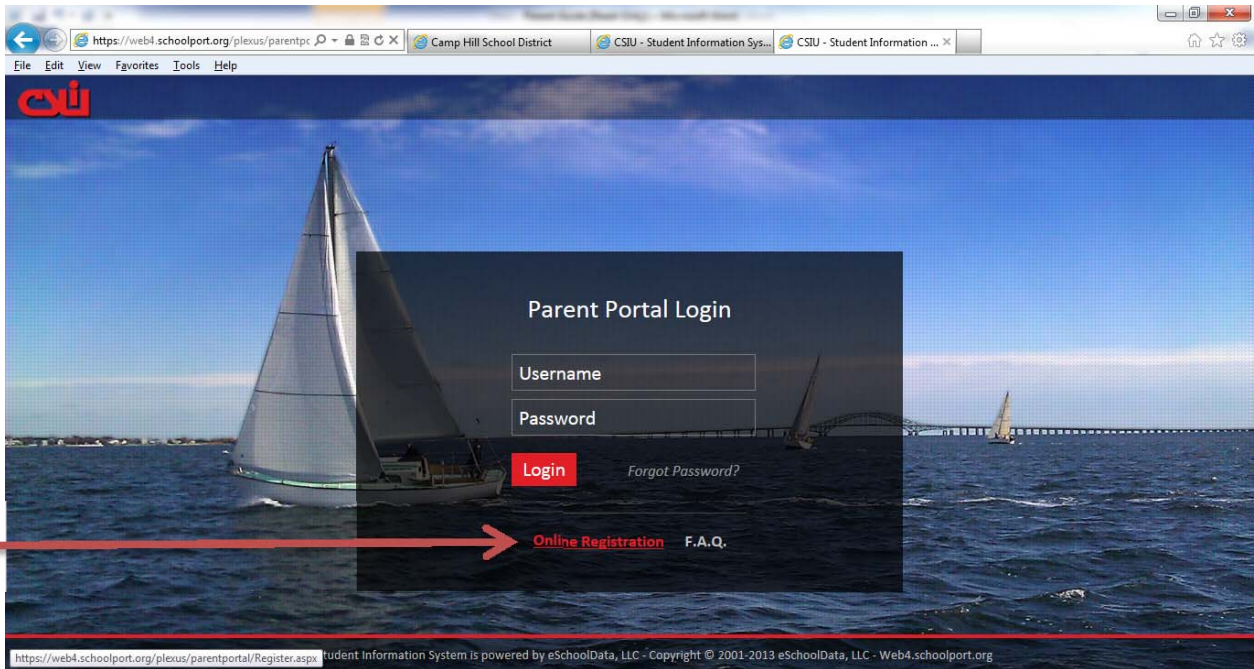 https://web4.schoolport.org/plexus/parentpc
Camp Hill School District
CSIU - Student Information Sys...
CSIU - Student Information ...
File Edit View Favorites Tools Help
Parent Portal Login
Username
Password
Login
Forgot Password?
Online Registration
F.A.Q.
https://web4.schoolport.org/plexus/parentportal/Register.aspx
tudent Information System is powered by eSchoolData, LLC - Copyright © 2001-2013 eSchoolData, LLC - Web4.schoolport.org